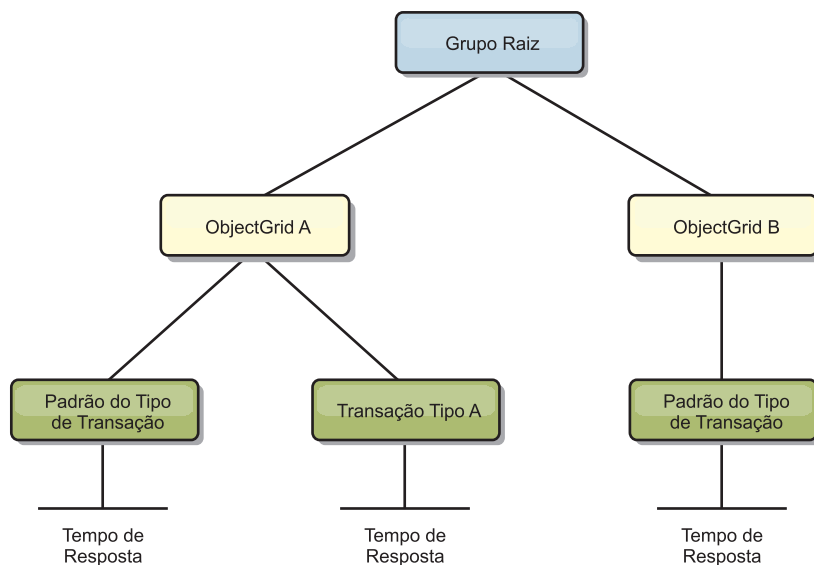 Grupo Raiz
ObjectGrid A
ObjectGrid B
Padrão do Tipo
de Transação
Transação Tipo A
Padrão do Tipo
de Transação
Tempo de
Resposta
Tempo de
Resposta
Tempo de
Resposta